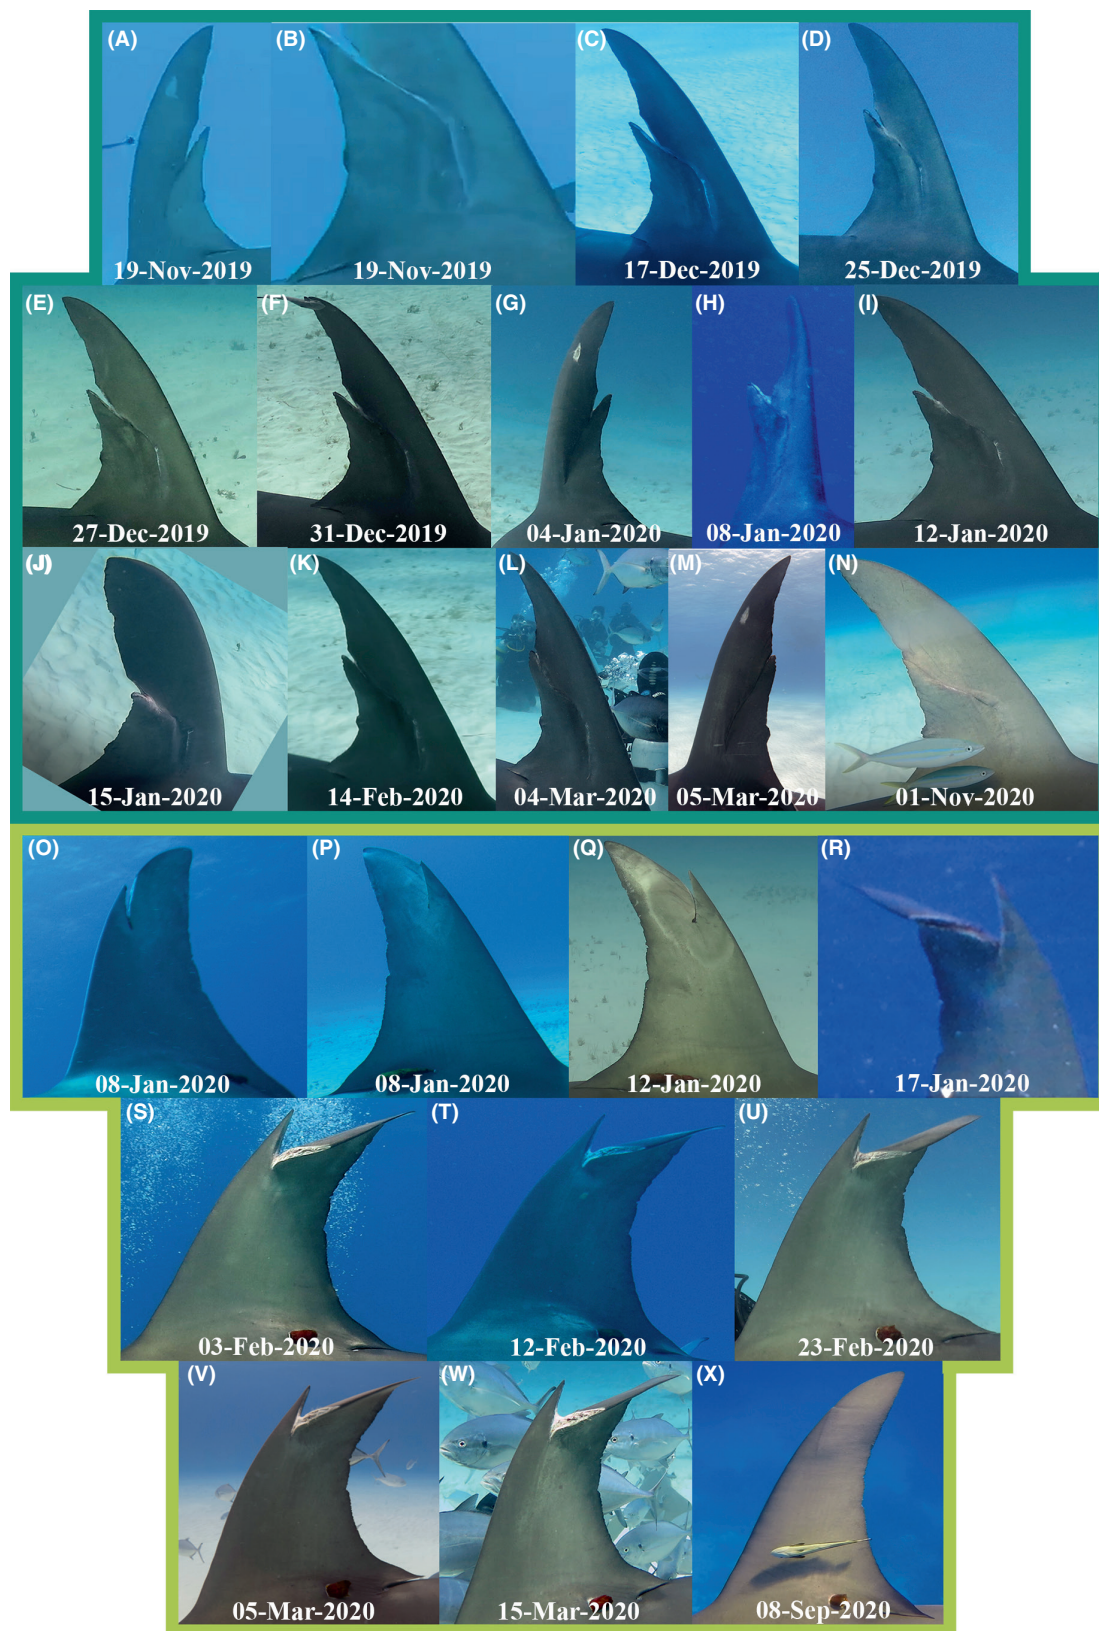 (A) (B) (C) (D)
19-Nov-2019 19-Nov-2019 17-Dec-2019 25-Dec-2019
(E) (F) (G) (H) (I)
27-Dec-2019 31-Dec-2019 04-Jan-2020 08-Jan-2020 12-Jan-2020
(J) (K) (L) (M) (N)
15-Jan-2020 14-Feb-2020 04-Mar-2020 05-Mar-2020 01-Nov-2020
(O) (P) (Q) (R)
08-Jan-2020 08-Jan-2020 12-Jan-2020 17-Jan-2020
(S) (T) (U)
03-Feb-2020 12-Feb-2020 23-Feb-2020
(V) (W) (X)
05-Mar-2020 15-Mar-2020 08-Sep-2020